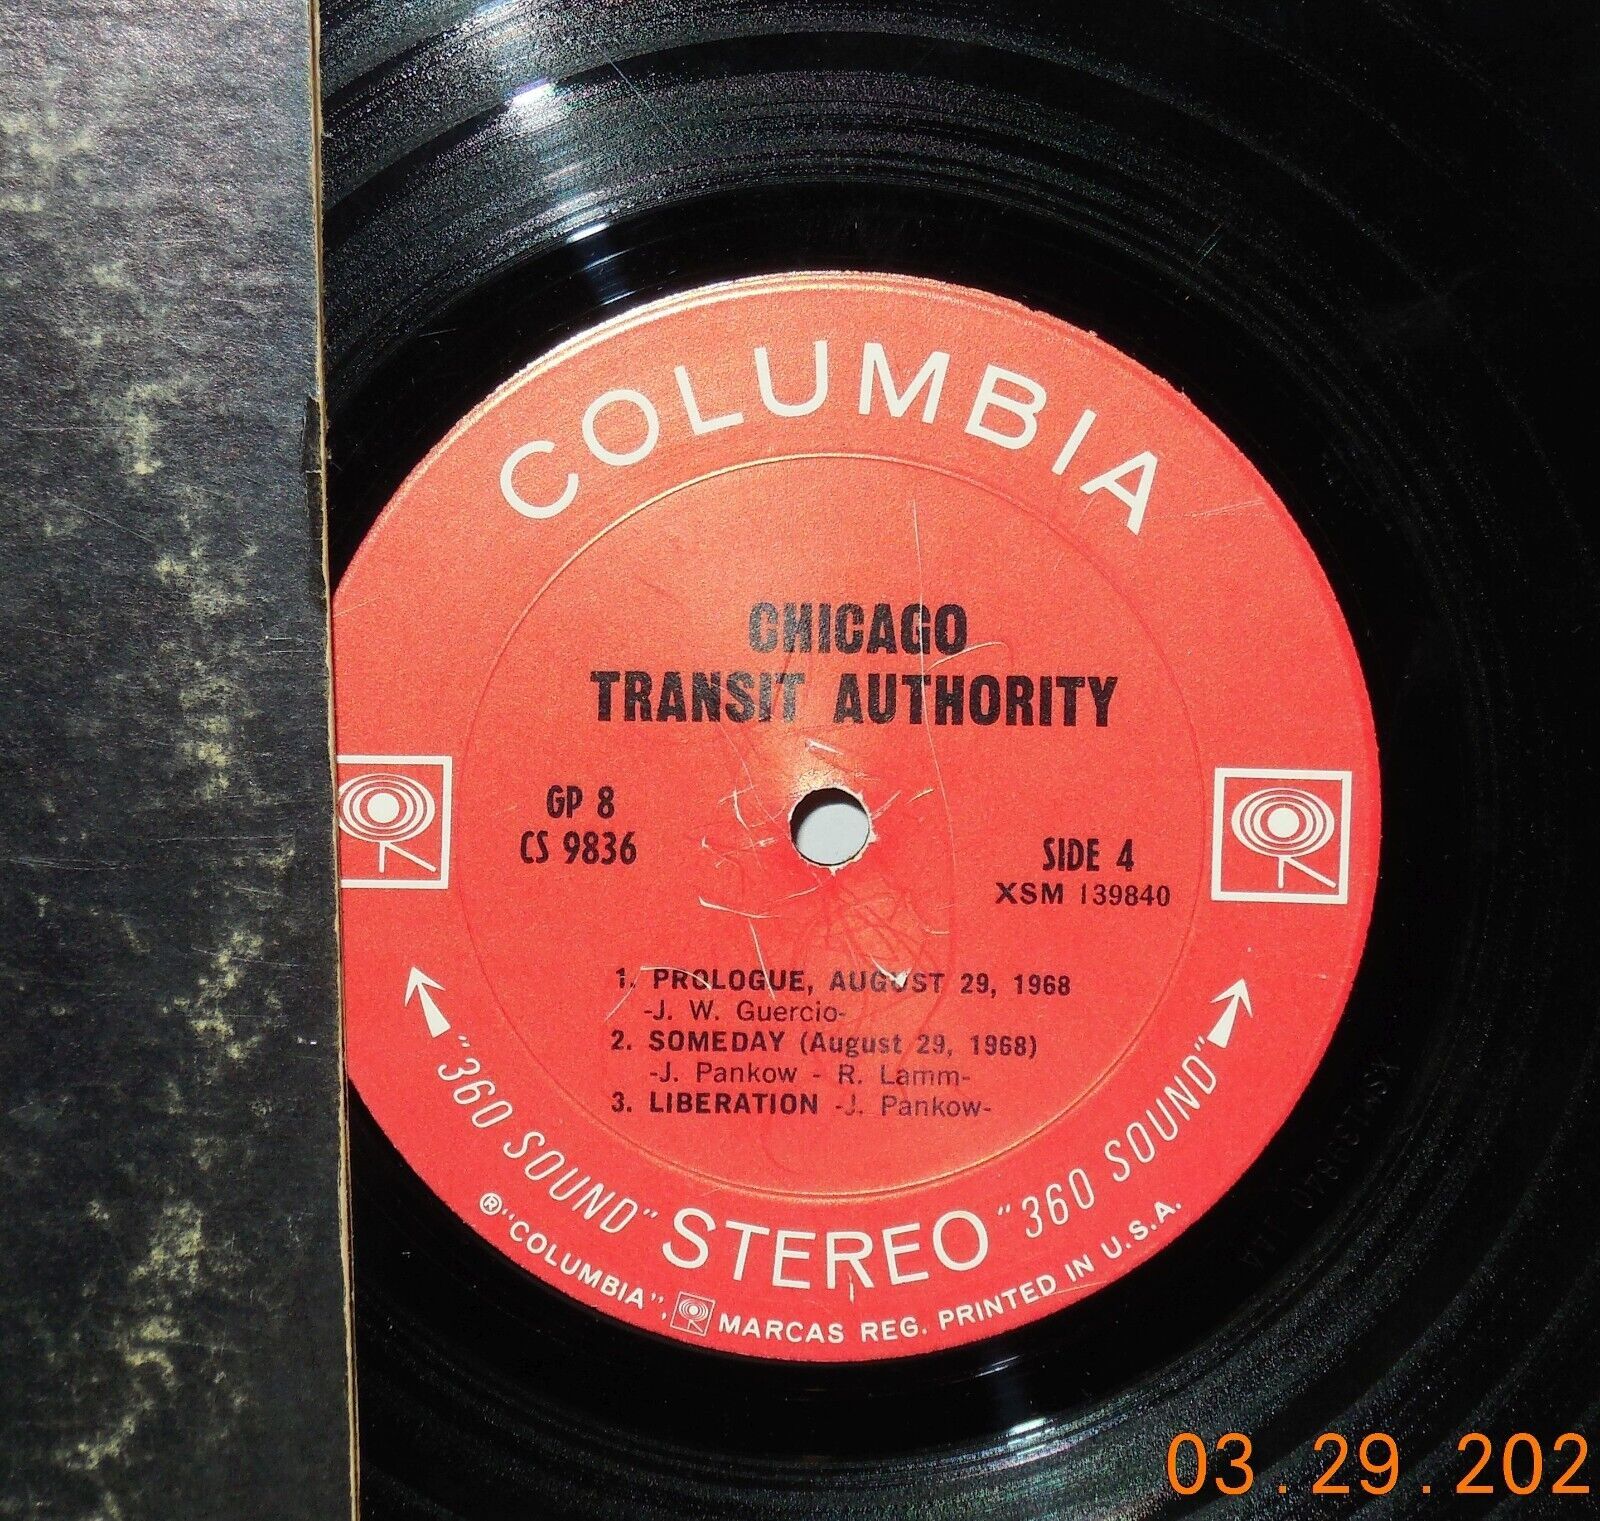 COLUMBIA
CHICAGO
TRANSIT AUTHORITY
GP 8
CS 9836
SIDE 4
XSM 139840
1. PROLOGUE, AUGUST 29, 1968
-J. W. Guercio-
2. SOMEDAY (August 29, 1968)
-J. Pankow - R. Lamm-
3. LIBERATION -J. Pankow-
"360 SOUND" STEREO "360 SOUND"
® "COLUMBIA", MARCAS REG. PRINTED IN U.S.A.
03.29.202